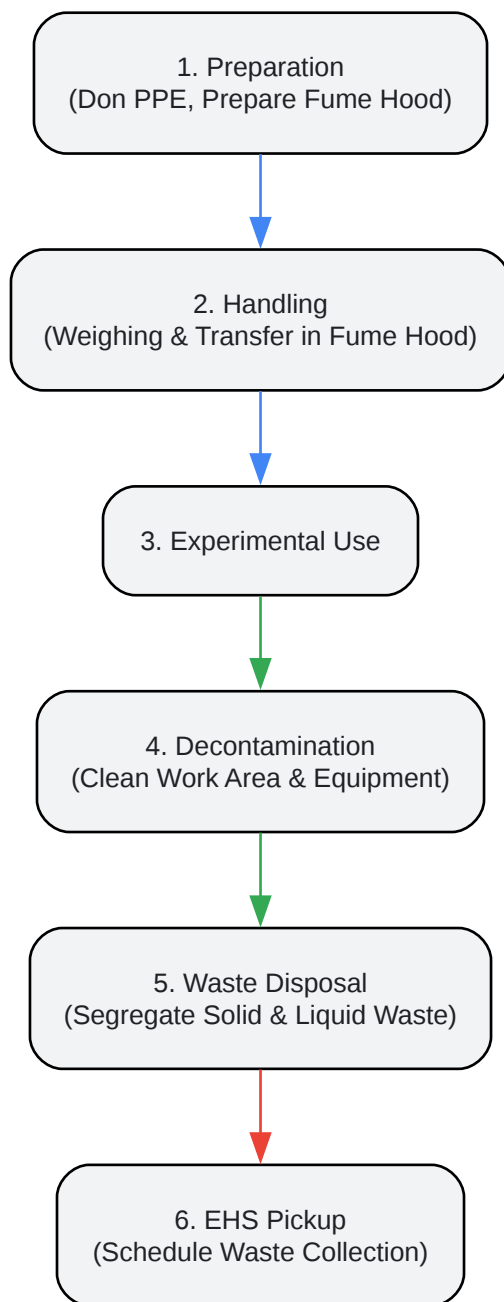 1. Preparation
(Don PPE, Prepare Fume Hood)
2. Handling
(Weighing & Transfer in Fume Hood)
3. Experimental Use
4. Decontamination
(Clean Work Area & Equipment)
5. Waste Disposal
(Segregate Solid & Liquid Waste)
6. EHS Pickup
(Schedule Waste Collection)